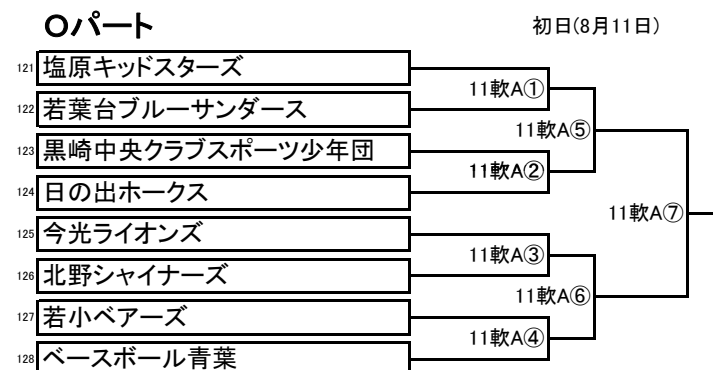 Oパート 初日(8月11日)
121 塩原キッドスターズ
11軟A①
122 若葉台ブルーサンダース
11軟A⑤
123 黒崎中央クラブスポーツ少年団
11軟A②
124 日の出ホークス
11軟A⑦
125 今光ライオンズ
11軟A③
126 北野シャイナーズ
11軟A⑥
127 若小ベアーズ
11軟A④
128 ベースボール青葉